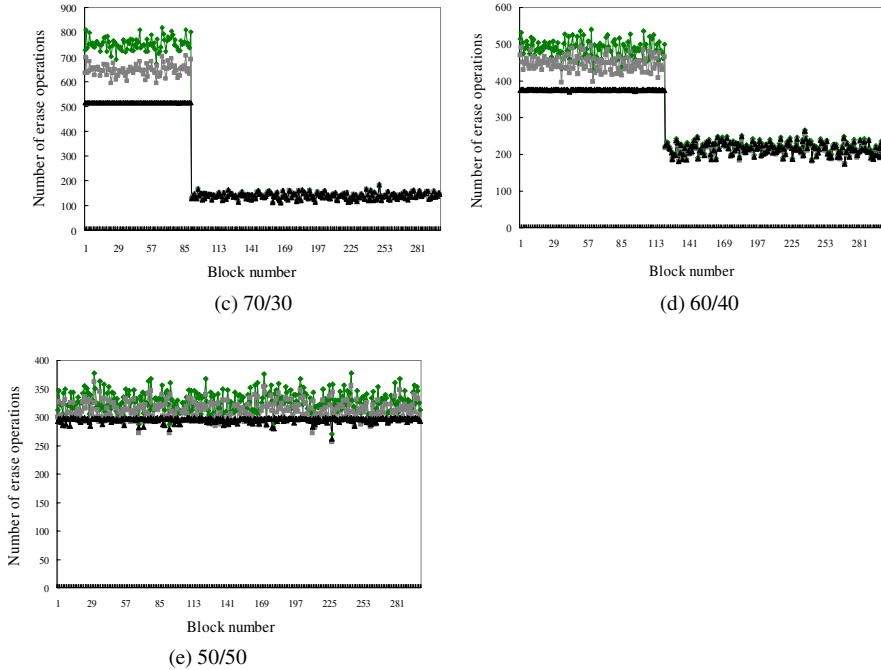 900
800
700
600
500
400
300
200
100
0
Number of erase operations
1 29 57 85 113 141 169 197 225 253 281
Block number
(c) 70/30
600
500
400
300
200
100
0
Number of erase operations
1 29 57 85 113 141 169 197 225 253 281
Block number
(d) 60/40
400
350
300
250
200
150
100
50
0
Number of erase operations
1 29 57 85 113 141 169 197 225 253 281
Block number
(e) 50/50